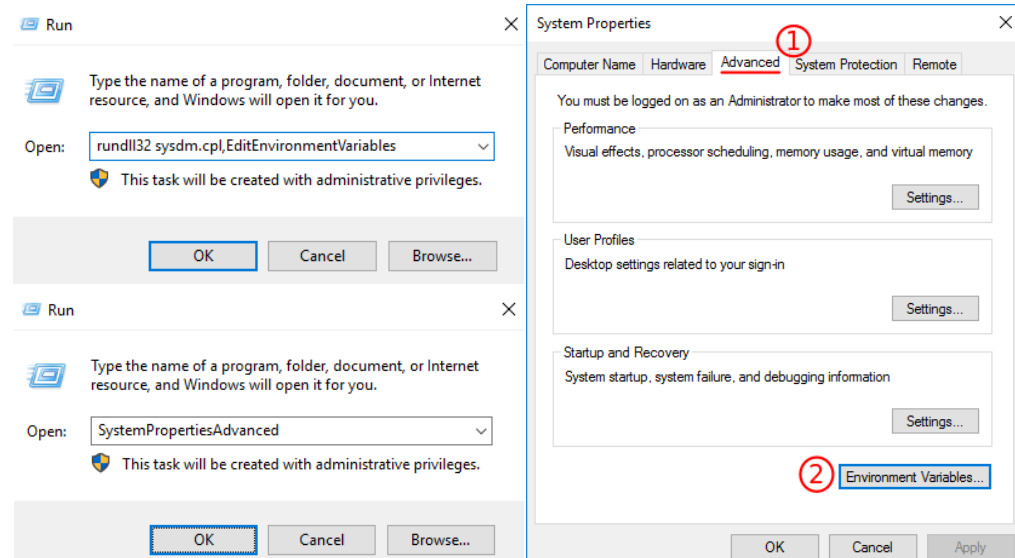 Run
Type the name of a program, folder, document, or Internet
resource, and Windows will open it for you.
Open:
rundll32 sysdm.cpl,EditEnvironmentVariables
This task will be created with administrative privileges.
OK
Cancel
Browse...
Run
Type the name of a program, folder, document, or Internet
resource, and Windows will open it for you.
Open:
SystemPropertiesAdvanced
This task will be created with administrative privileges.
OK
Cancel
Browse...
System Properties
1
Computer Name
Hardware
Advanced
System Protection
Remote
You must be logged on as an Administrator to make most of these changes.
Performance
Visual effects, processor scheduling, memory usage, and virtual memory
Settings...
User Profiles
Desktop settings related to your sign-in
Settings...
Startup and Recovery
System startup, system failure, and debugging information
Settings...
2
Environment Variables...
OK
Cancel
Apply